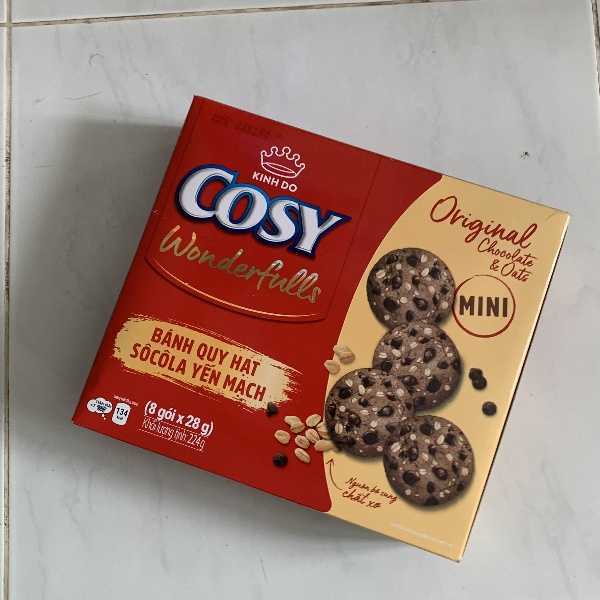 KINH DO
COSY
Wonderfulls
Original
Chocolate
& Oats
MINI
BÁNH QUY HẠT
SÔCÔLA YẾN MẠCH
(8 gói x 28 g)
Khối lượng tịnh: 224g
134
Nguồn bổ sung
chất xơ